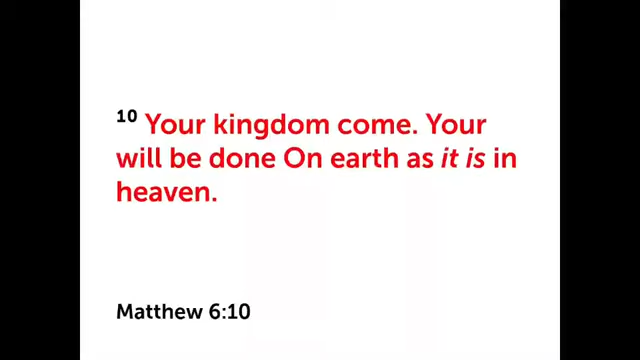 10 Your kingdom come. Your
will be done On earth as it is in
heaven.
Matthew 6:10